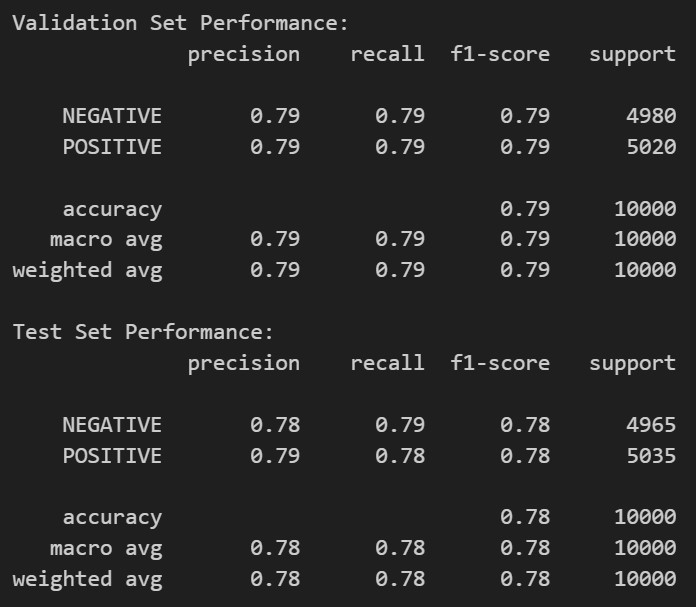 Validation Set Performance:
              precision    recall  f1-score   support

    NEGATIVE       0.79      0.79      0.79      4980
    POSITIVE       0.79      0.79      0.79      5020

    accuracy                           0.79     10000
   macro avg       0.79      0.79      0.79     10000
weighted avg       0.79      0.79      0.79     10000

Test Set Performance:
              precision    recall  f1-score   support

    NEGATIVE       0.78      0.79      0.78      4965
    POSITIVE       0.79      0.78      0.78      5035

    accuracy                           0.78     10000
   macro avg       0.78      0.78      0.78     10000
weighted avg       0.78      0.78      0.78     10000